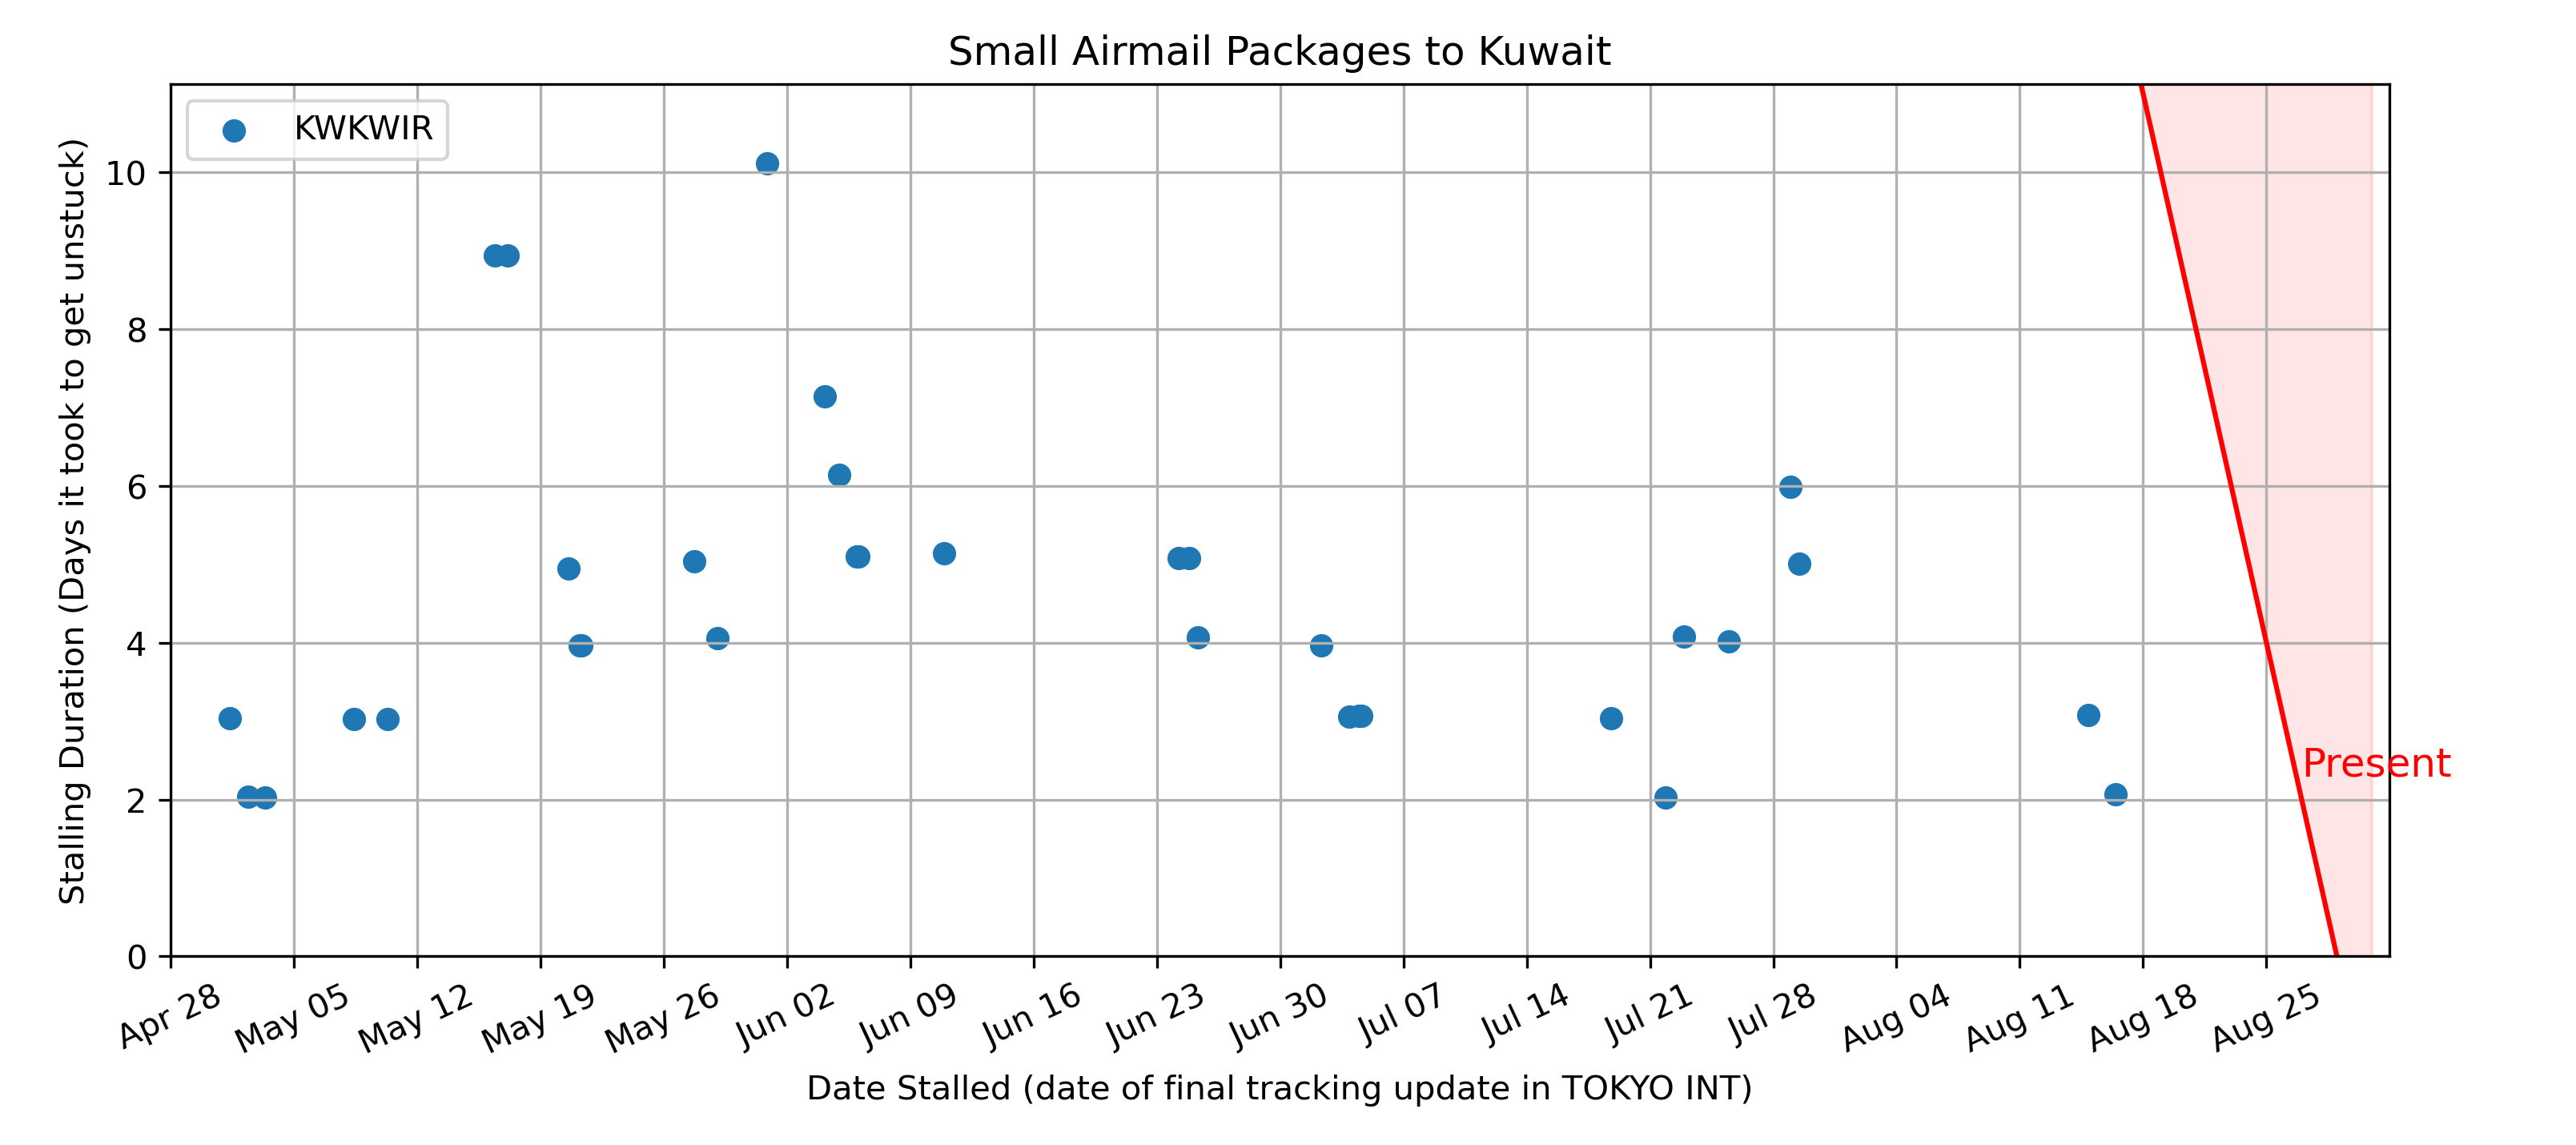 Small Airmail Packages to Kuwait
KWKWIR
Stalling Duration (Days it took to get unstuck)
10
8
6
4
2
0
Present
Apr 28
May 05
May 12
May 19
May 26
Jun 02
Jun 09
Jun 16
Jun 23
Jun 30
Jul 07
Jul 14
Jul 21
Jul 28
Aug 04
Aug 11
Aug 18
Aug 25
Date Stalled (date of final tracking update in TOKYO INT)